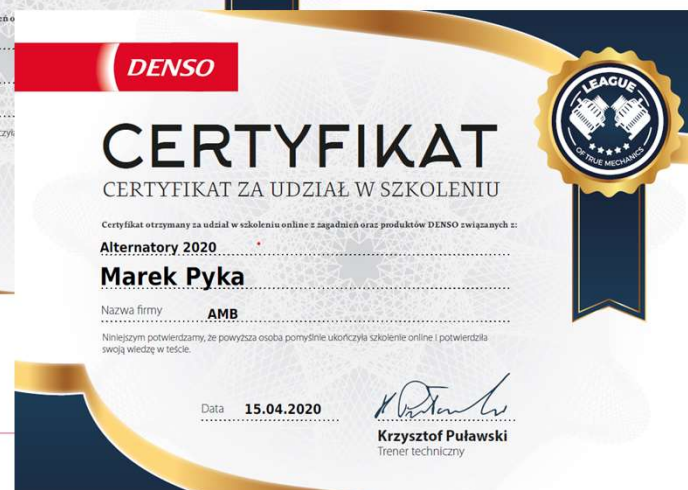 DENSO
LEAGUE
OF TRUE MECHANICS
CERTYFIKAT
CERTYFIKAT ZA UDZIAŁ W SZKOLENIU
Certyfikat otrzymany za udział w szkoleniu online z zagadnień oraz produktów DENSO związanych z:
Alternatory 2020
Marek Pyka
Nazwa firmy AMB
Niniejszym potwierdzamy, że powyższa osoba pomyślnie ukończyła szkolenie online i potwierdziła
swoją wiedzę w teście.
Data 15.04.2020
Krzysztof Puławski
Trener techniczny